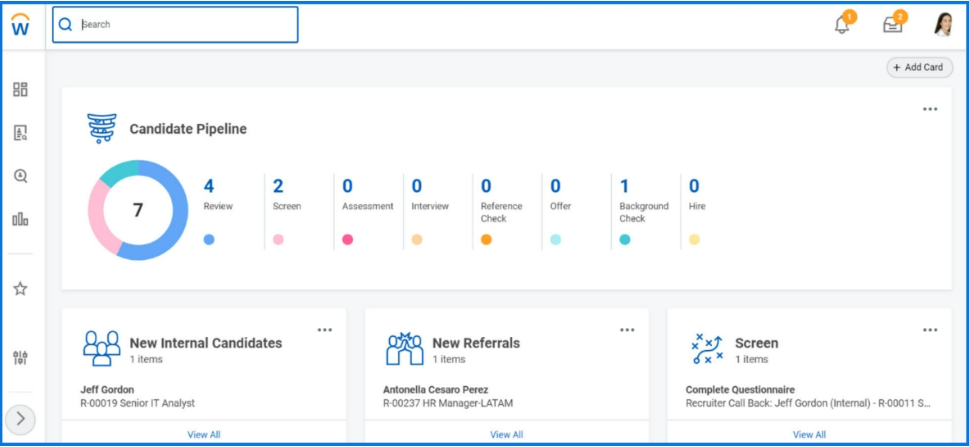 w
Search
1
2
+ Add Card
Candidate Pipeline
7
4
Review
2
Screen
0
Assessment
0
Interview
0
Reference
Check
0
Offer
1
Background
Check
0
Hire
New Internal Candidates
1 items
Jeff Gordon
R-00019 Senior IT Analyst
View All
New Referrals
1 items
Antonella Cesaro Perez
R-00237 HR Manager-LATAM
View All
Screen
1 items
Complete Questionnaire
Recruiter Call Back: Jeff Gordon (Internal) - R-00011 S...
View All